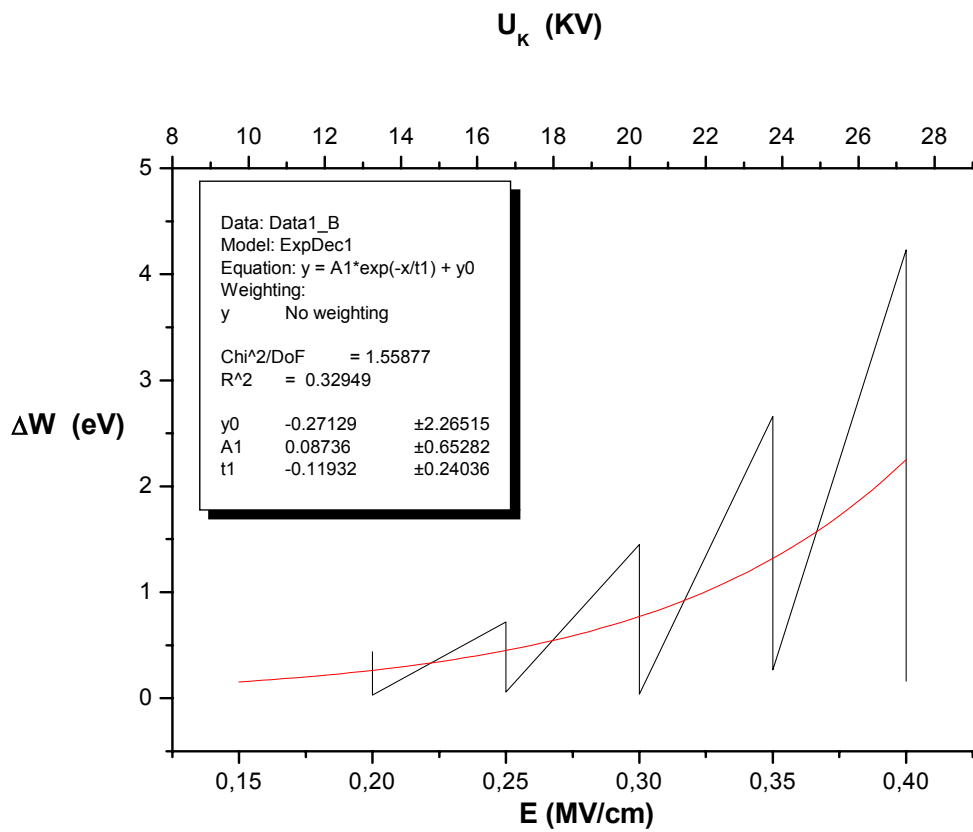 U_K (KV)
8 10 12 14 16 18 20 22 24 26 28
5
4
3
2
1
0
ΔW (eV)
Data: Data1_B
Model: ExpDec1
Equation: y = A1*exp(-x/t1) + y0
Weighting:
y No weighting
Chi^2/DoF = 1.55877
R^2 = 0.32949
y0 -0.27129 ±2.26515
A1 0.08736 ±0.65282
t1 -0.11932 ±0.24036
0,15 0,20 0,25 0,30 0,35 0,40
E (MV/cm)